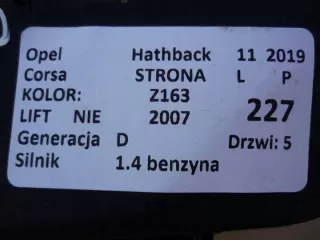 Opel Hathback 11 2019
Corsa STRONA L P
KOLOR: Z163
LIFT NIE 2007 227
Generacja D Drzwi: 5
Silnik 1.4 benzyna